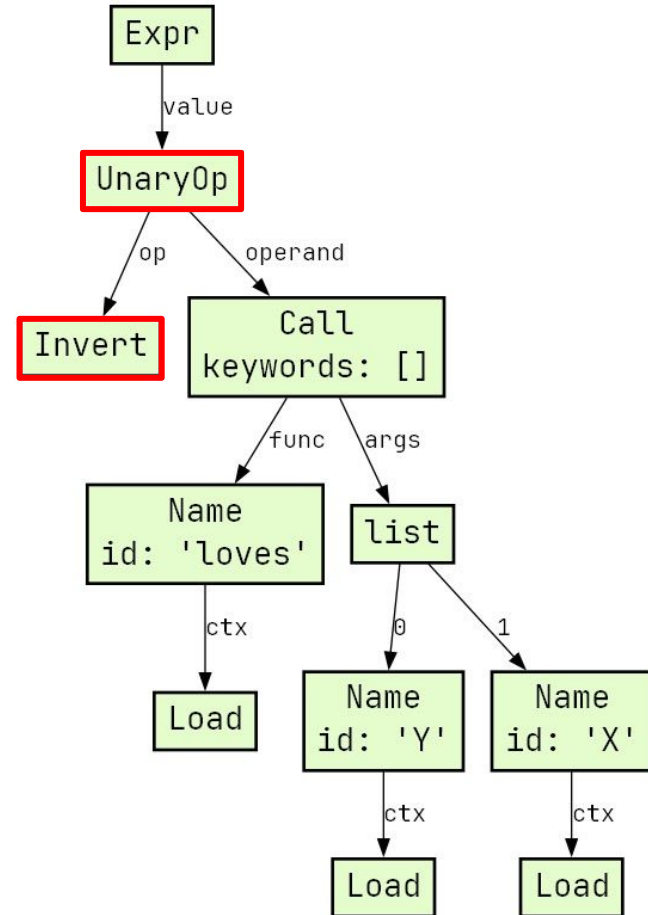 Expr
value
UnaryOp
op
operand
Invert
Call
keywords: []
func
args
Name
id: 'loves'
list
ctx
0
1
Load
Name
id: 'Y'
Name
id: 'X'
ctx
ctx
Load
Load